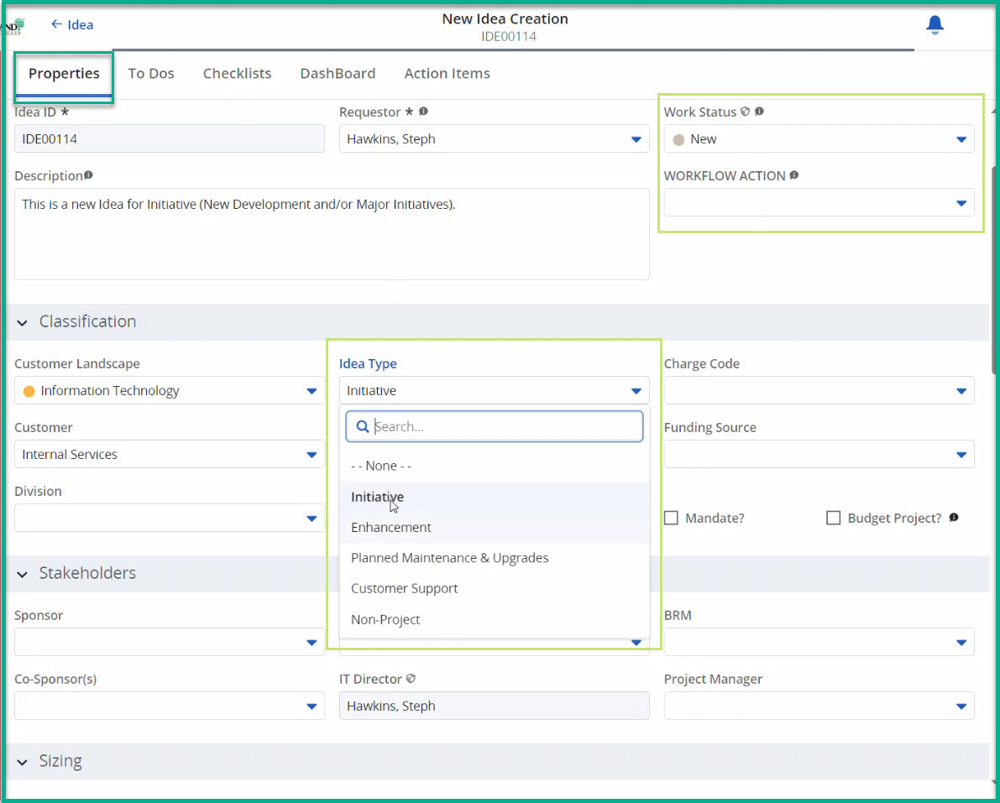 ND
← Idea
New Idea Creation
IDE00114
Properties
To Dos
Checklists
DashBoard
Action Items
Idea ID *
Requestor *
Work Status
IDE00114
Hawkins, Steph
New
Description
WORKFLOW ACTION
This is a new Idea for Initiative (New Development and/or Major Initiatives).
Classification
Customer Landscape
Idea Type
Charge Code
Information Technology
Initiative
Search...
Customer
Funding Source
Internal Services
- - None - -
Division
Initiative
Mandate?
Budget Project?
Enhancement
Planned Maintenance & Upgrades
Stakeholders
Customer Support
Sponsor
Non-Project
BRM
Co-Sponsor(s)
IT Director
Project Manager
Hawkins, Steph
Sizing